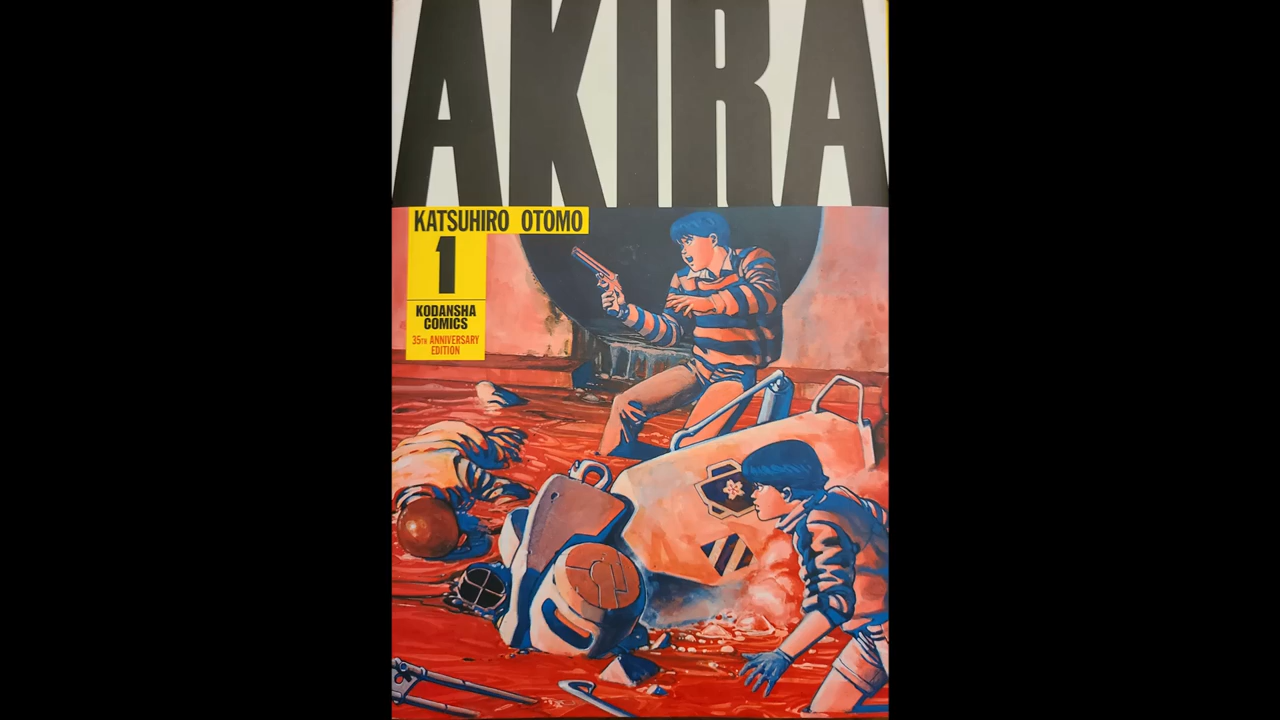 AKIRA
KATSUHIRO OTOMO
1
KODANSHA
COMICS
35TH ANNIVERSARY
EDITION